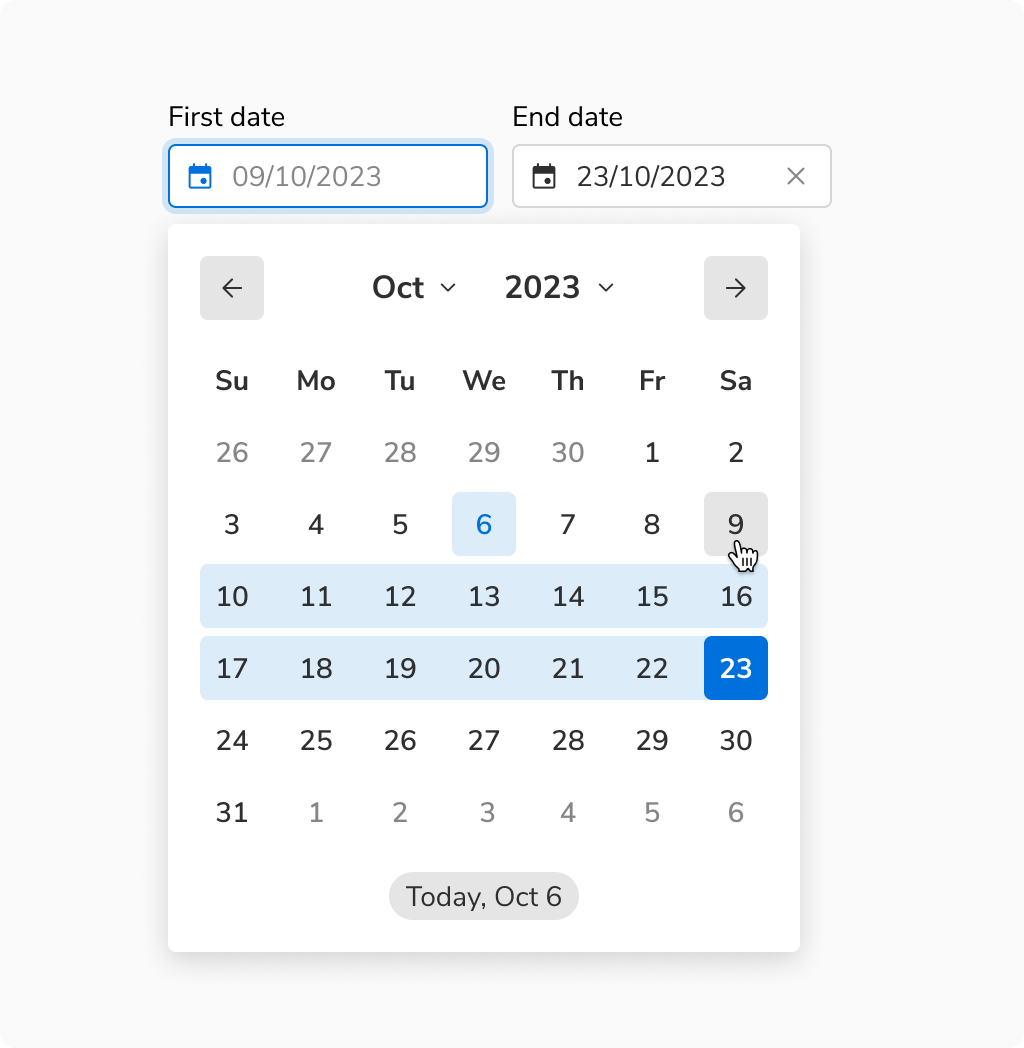 First date End date
09/10/2023 23/10/2023
Oct 2023
Su Mo Tu We Th Fr Sa
26 27 28 29 30 1 2
3 4 5 6 7 8 9
10 11 12 13 14 15 16
17 18 19 20 21 22 23
24 25 26 27 28 29 30
31 1 2 3 4 5 6
Today, Oct 6